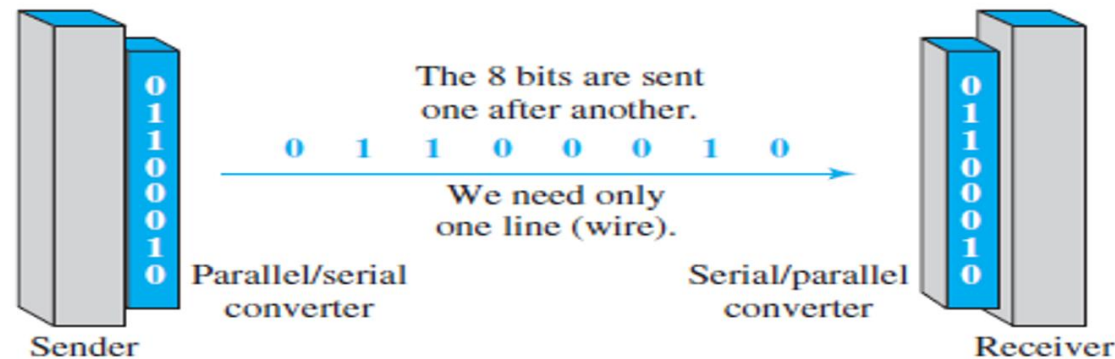 The 8 bits are sent
one after another.
0 1 1 0 0 0 1 0
We need only
one line (wire).
0
1
1
0
0
0
1
0
Parallel/serial
converter
Sender
0
1
1
0
0
0
1
0
Serial/parallel
converter
Receiver